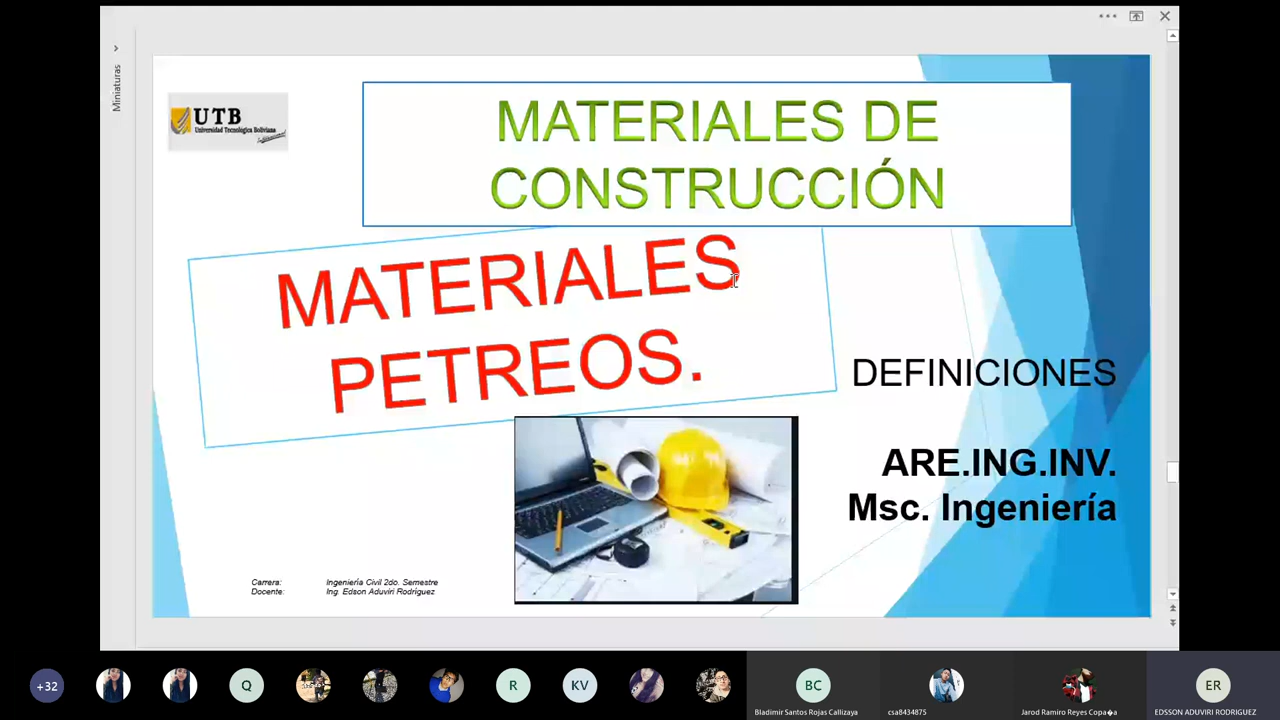 Miniaturas
UTB
Universidad Tecnológica Boliviana
Internacional
MATERIALES DE
CONSTRUCCIÓN
MATERIALES
PETREOS.
DEFINICIONES
ARE.ING.INV.
Msc. Ingeniería
Carrera: Ingeniería Civil 2do. Semestre
Docente: Ing. Edson Aduviri Rodriguez
+32
Q
R
KV
BC
ER
Bladimir Santos Rojas Callizaya
csa8434875
Jarod Ramiro Reyes Copa�a
EDSSON ADUVIRI RODRIGUEZ